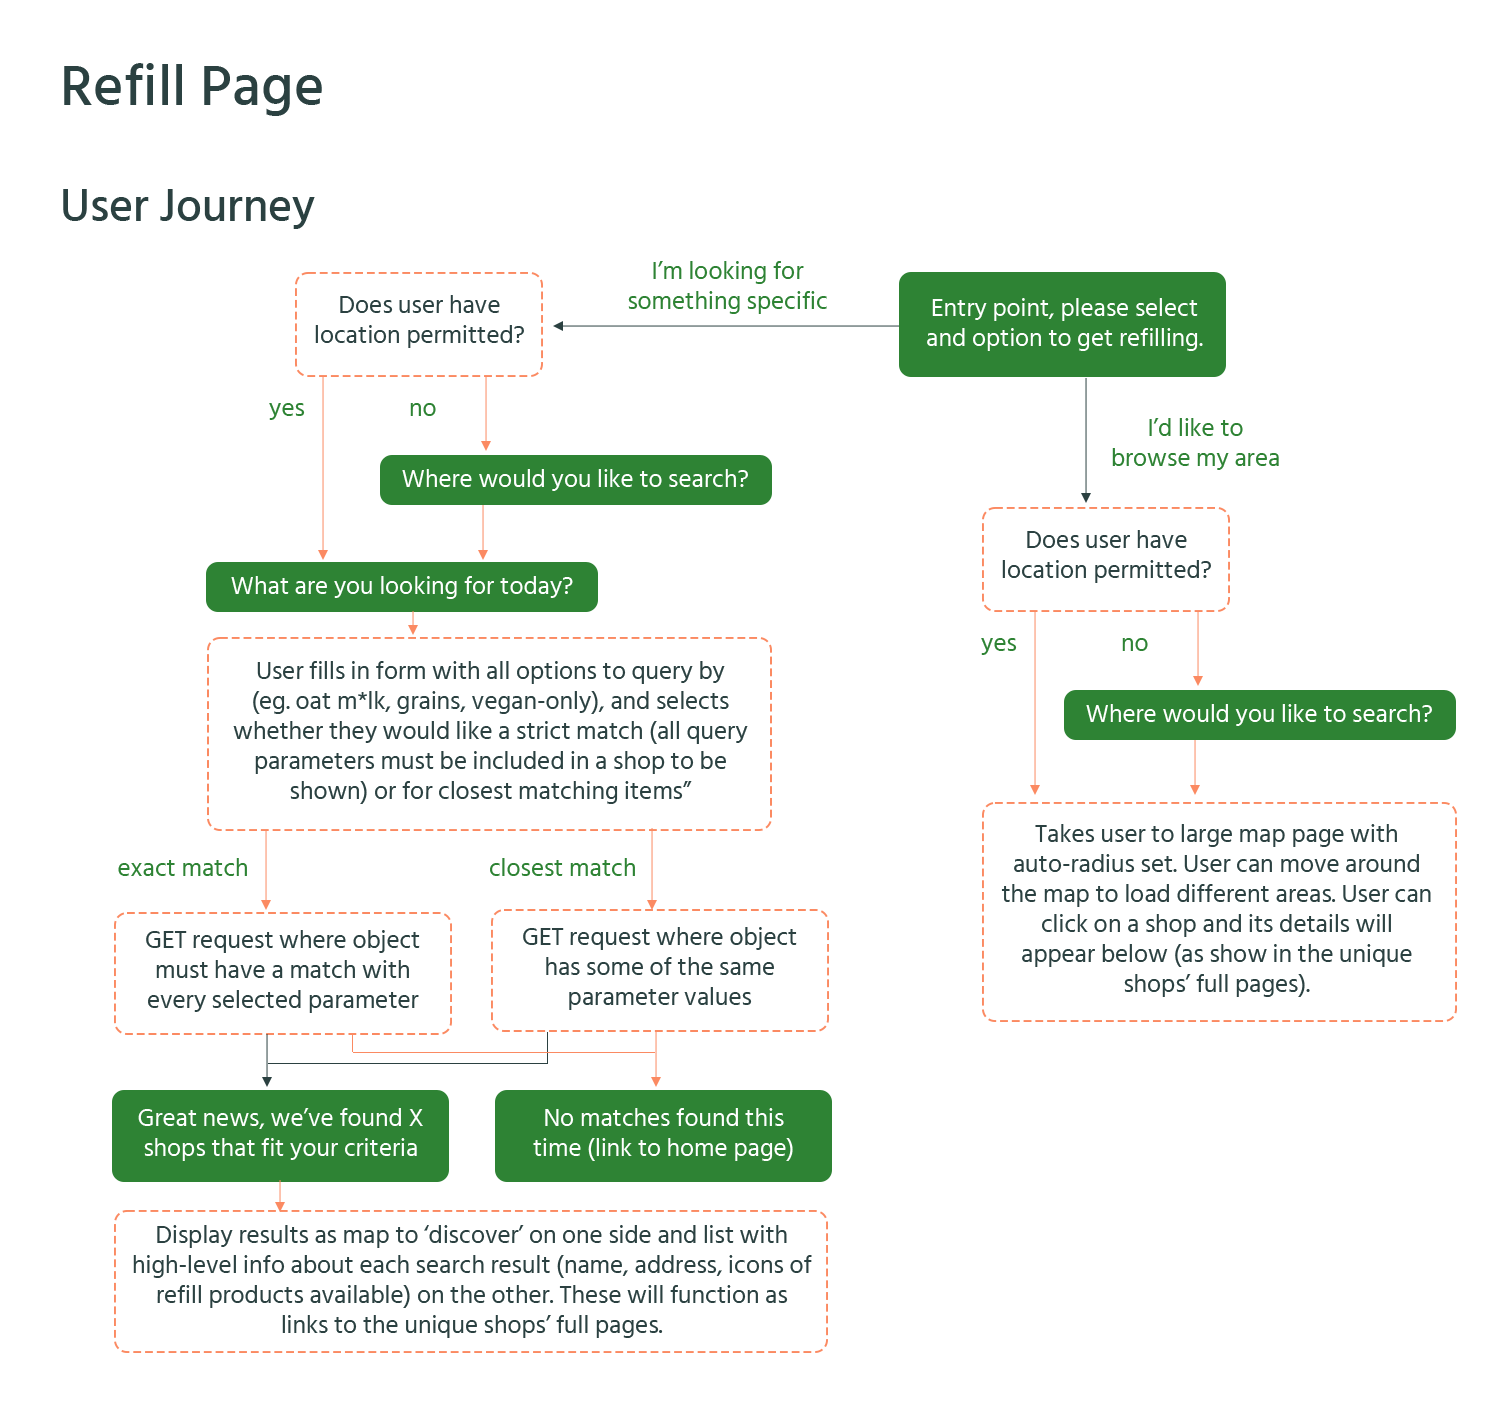 Refill Page
User Journey
I'm looking for
something specific
Entry point, please select
and option to get refilling.
Does user have
location permitted?
yes
no
Where would you like to search?
What are you looking for today?
User fills in form with all options to query by
(eg. oat m*lk, grains, vegan-only), and selects
whether they would like a strict match (all query
parameters must be included in a shop to be
shown) or for closest matching items”
exact match
closest match
GET request where object
must have a match with
every selected parameter
GET request where object
has some of the same
parameter values
Great news, we've found X
shops that fit your criteria
No matches found this
time (link to home page)
Display results as map to ‘discover’ on one side and list with
high-level info about each search result (name, address, icons of
refill products available) on the other. These will function as
links to the unique shops’ full pages.
I'd like to
browse my area
Does user have
location permitted?
yes
no
Where would you like to search?
Takes user to large map page with
auto-radius set. User can move around
the map to load different areas. User can
click on a shop and its details will
appear below (as show in the unique
shops’ full pages).